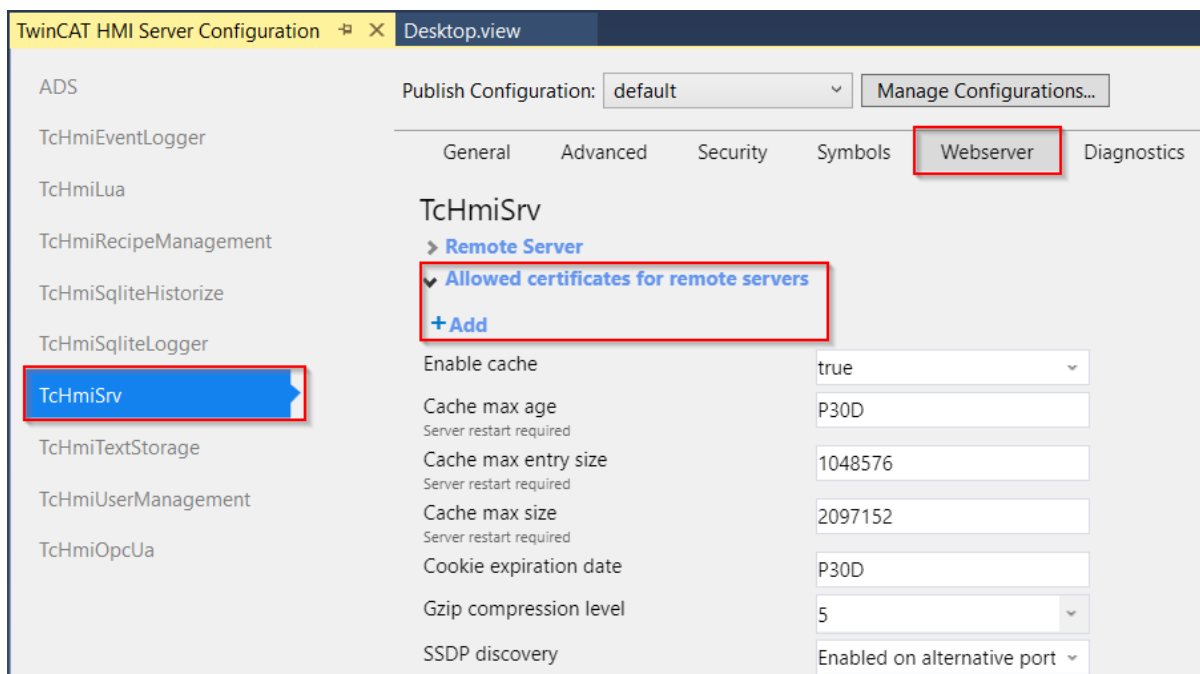 TwinCAT HMI Server Configuration
Desktop.view
ADS
TcHmiEventLogger
TcHmiLua
TcHmiRecipeManagement
TcHmiSqliteHistorize
TcHmiSqliteLogger
TcHmiSrv
TcHmiTextStorage
TcHmiUserManagement
TcHmiOpcUa
Publish Configuration: default Manage Configurations...
General Advanced Security Symbols Webserver Diagnostics
TcHmiSrv
Remote Server
Allowed certificates for remote servers
+Add
Enable cache true
Cache max age P30D
Server restart required
Cache max entry size 1048576
Server restart required
Cache max size 2097152
Server restart required
Cookie expiration date P30D
Gzip compression level 5
SSDP discovery Enabled on alternative port